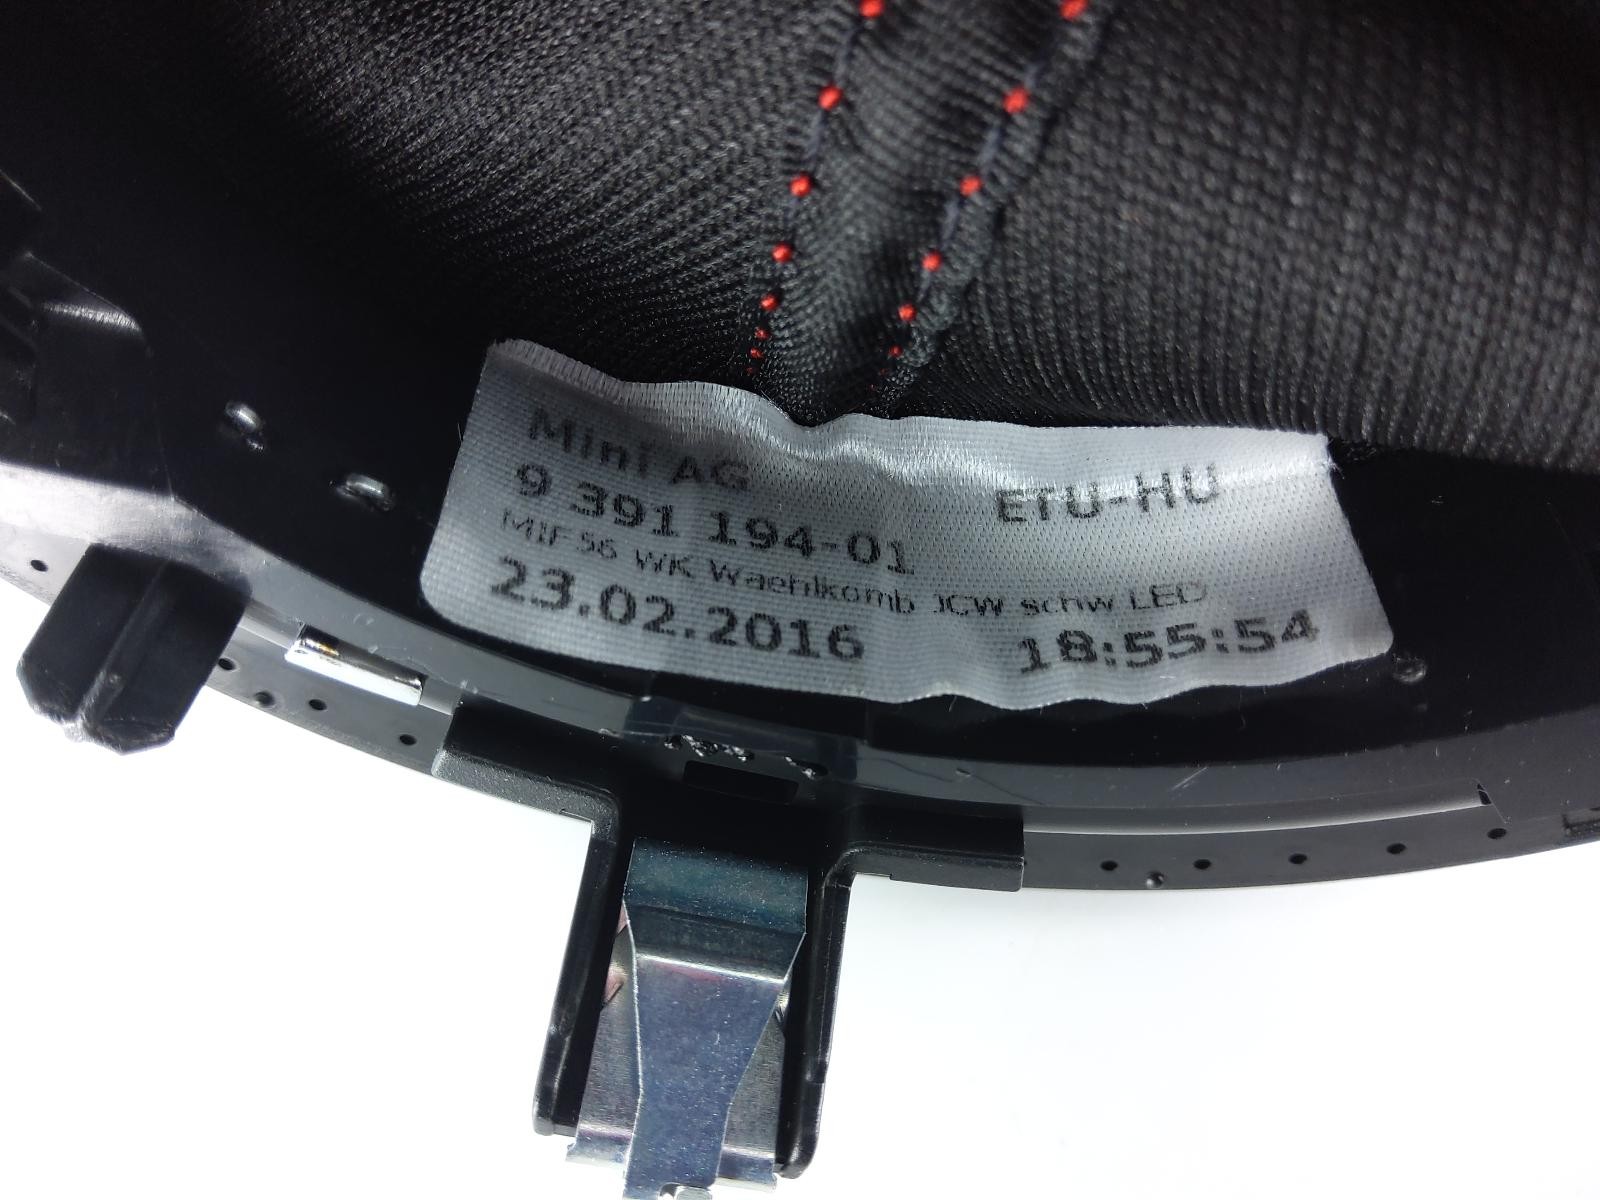 Mini AG
ETU-HU
9 391 194-01
MIF56 WK Waehlkomb JCW schw LED
23.02.2016 18:55:54